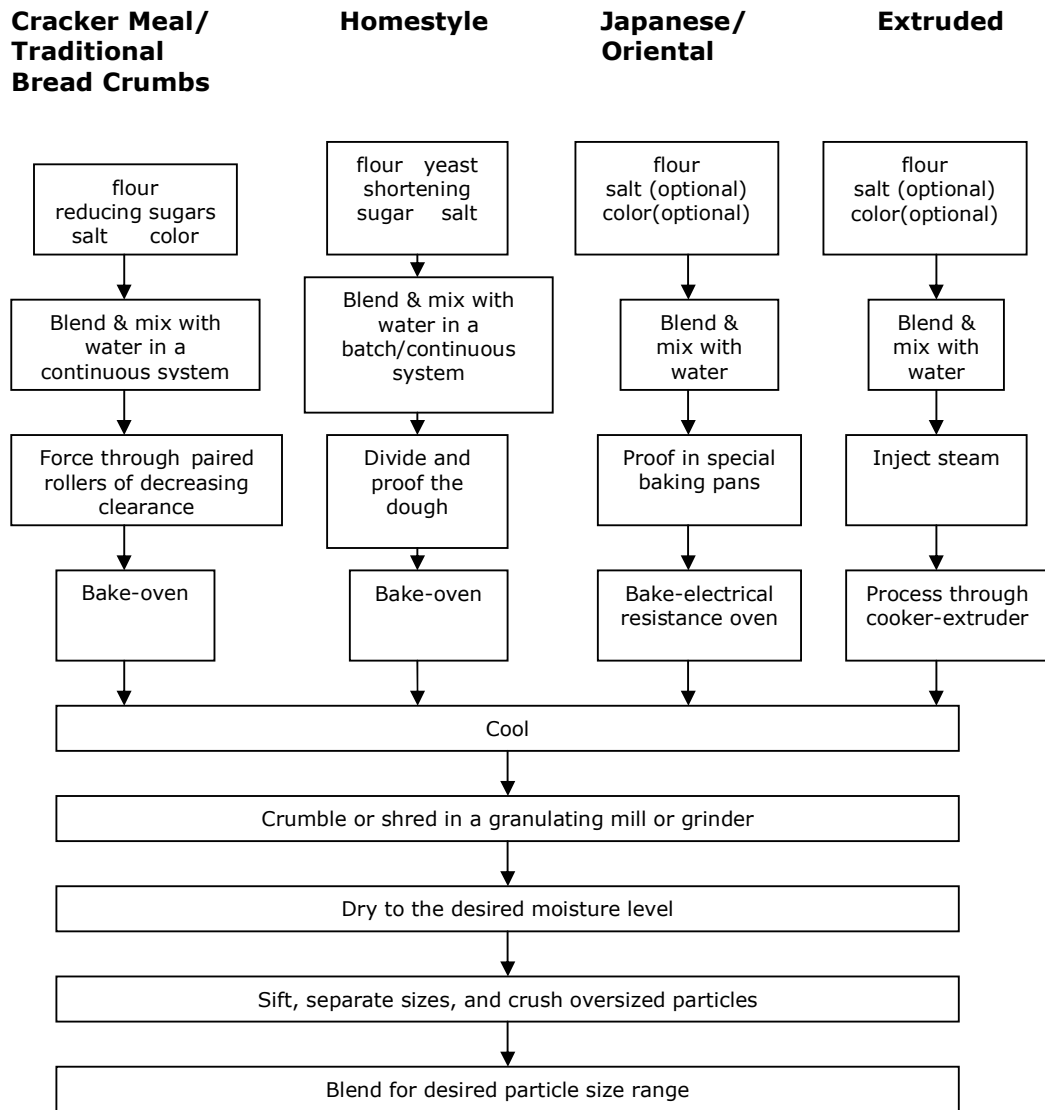 Cracker Meal/
Traditional
Bread Crumbs
Homestyle
Japanese/
Oriental
Extruded
flour
reducing sugars
salt color
flour yeast
shortening
sugar salt
flour
salt (optional)
color(optional)
flour
salt (optional)
color(optional)
Blend & mix with
water in a
continuous system
Blend & mix with
water in a
batch/continuous
system
Blend &
mix with
water
Blend &
mix with
water
Force through paired
rollers of decreasing
clearance
Divide and
proof the
dough
Proof in special
baking pans
Inject steam
Bake-oven
Bake-oven
Bake-electrical
resistance oven
Process through
cooker-extruder
Cool
Crumble or shred in a granulating mill or grinder
Dry to the desired moisture level
Sift, separate sizes, and crush oversized particles
Blend for desired particle size range